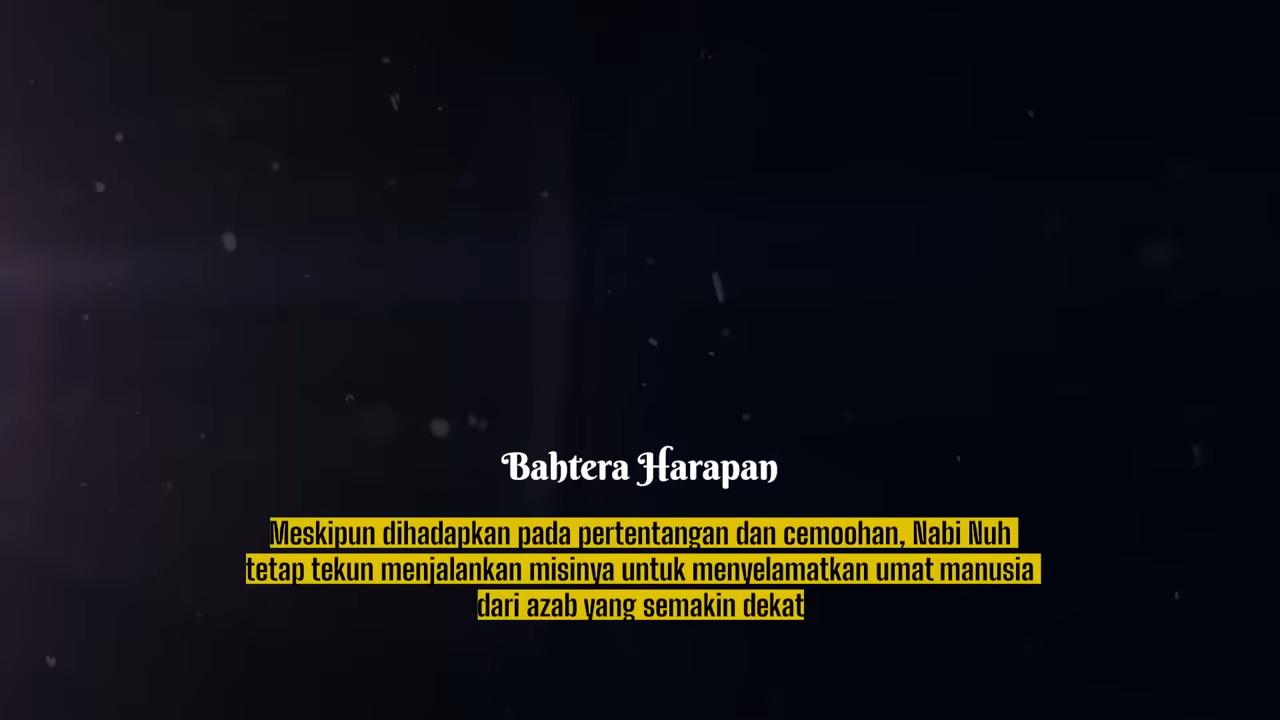 Bahtera Harapan
Meskipun dihadapkan pada pertentangan dan cemoohan, Nabi Nuh
tetap tekun menjalankan misinya untuk menyelamatkan umat manusia
dari azab yang semakin dekat